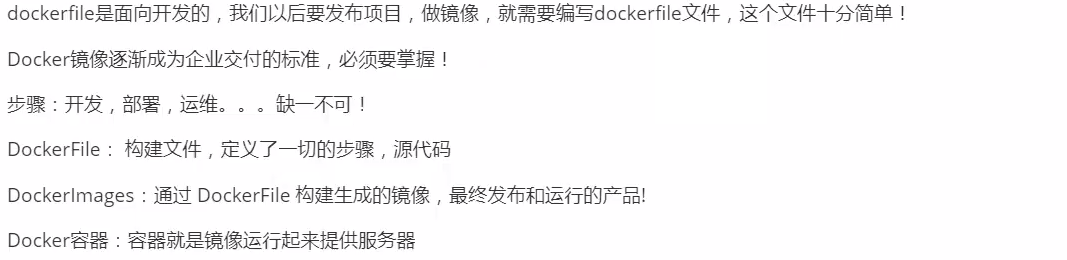 dockerfile是面向开发的，我们以后要发布项目，做镜像，就需要编写dockerfile文件，这个文件十分简单！
Docker镜像逐渐成为企业交付的标准，必须要掌握！
步骤：开发，部署，运维。。。缺一不可！
DockerFile： 构建文件，定义了一切的步骤，源代码
DockerImages：通过 DockerFile 构建生成的镜像，最终发布和运行的产品!
Docker容器：容器就是镜像运行起来提供服务器